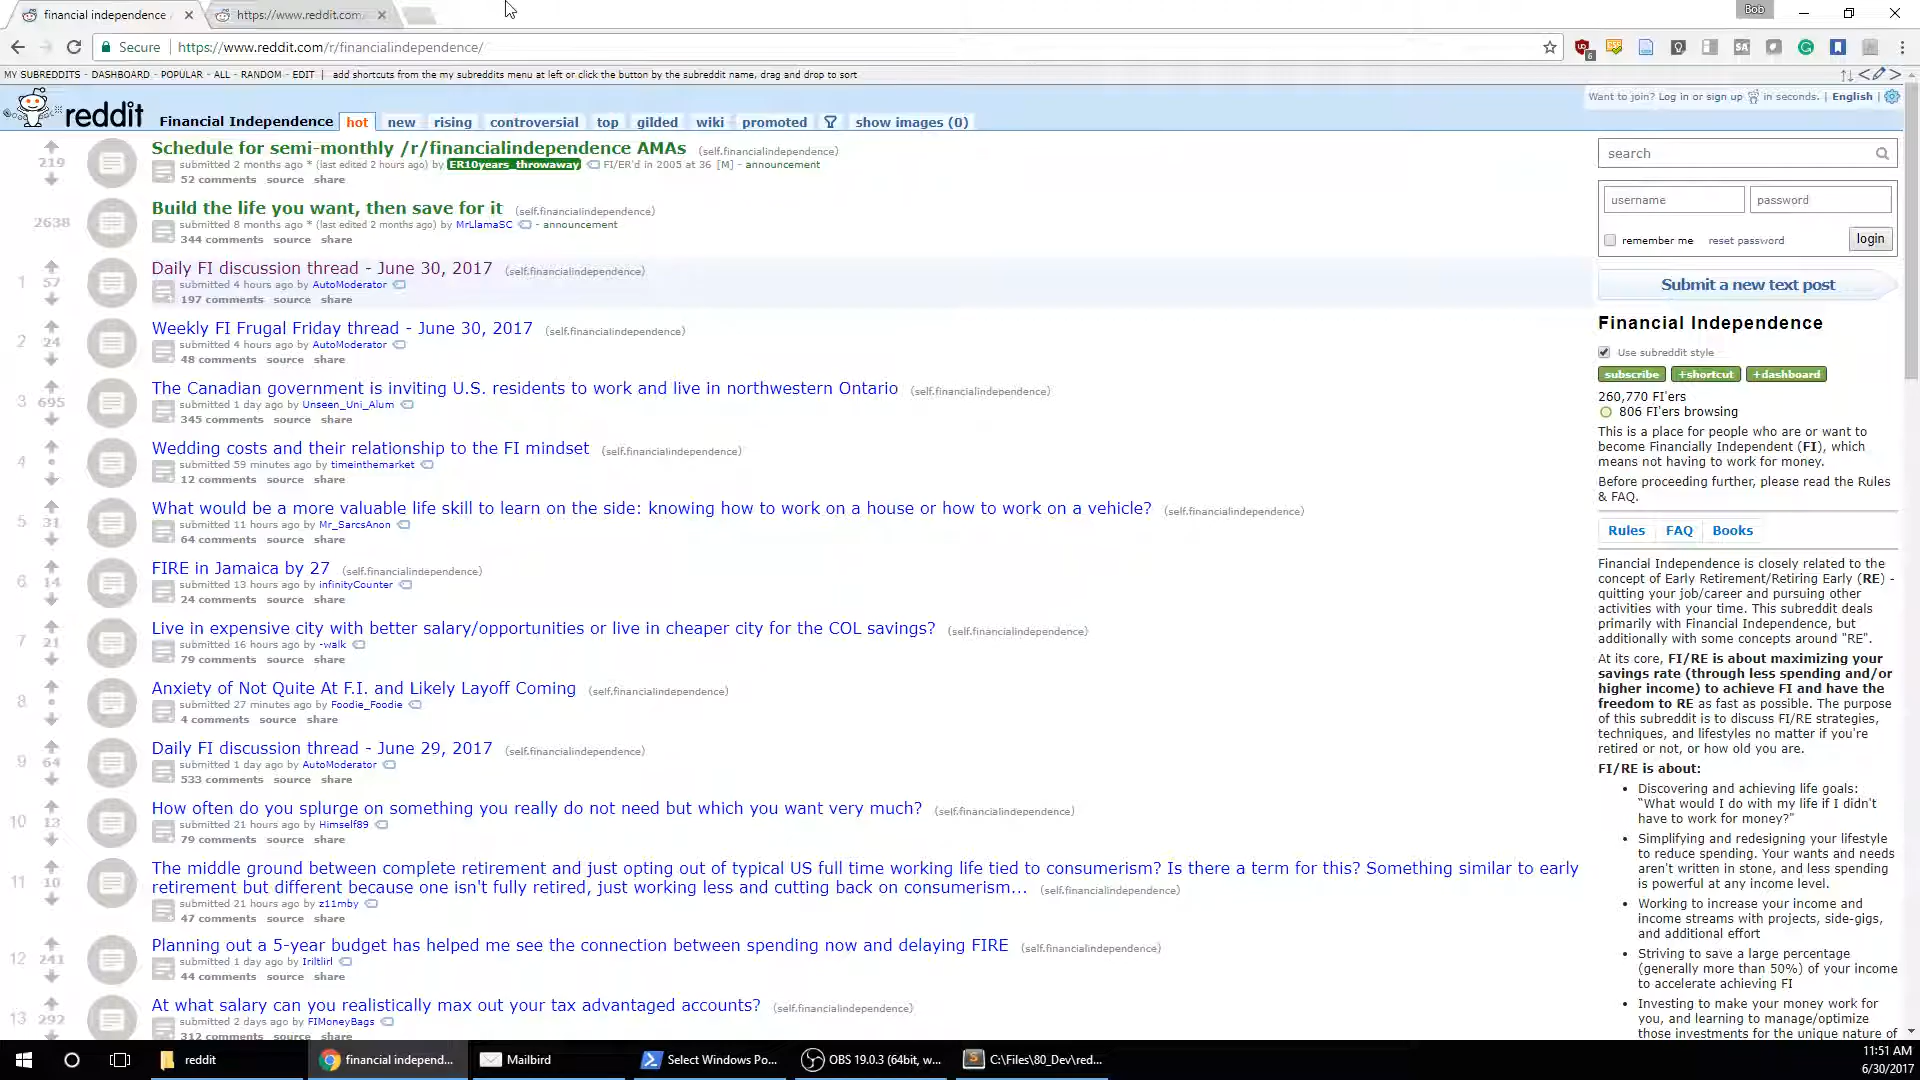 financial independence
https://www.reddit.com/
Bob
Secure
https://www.reddit.com/r/financialindependence/
6
SA
MY SUBREDDITS - DASHBOARD - POPULAR - ALL - RANDOM - EDIT | add shortcuts from the my subreddits menu at left or click the button by the subreddit name, drag and drop to sort
Want to join? Log in or sign up in seconds. | English |
reddit Financial Independence hot new rising controversial top gilded wiki promoted show images (0)
219
Schedule for semi-monthly /r/financialindependence AMAs (self.financialindependence)
submitted 2 months ago * (last edited 2 hours ago) by ER10years_throwaway FI/ER'd in 2005 at 36 [M] - announcement
52 comments source share
2638
Build the life you want, then save for it (self.financialindependence)
submitted 8 months ago * (last edited 2 months ago) by MrLlamaSC - announcement
344 comments source share
1
57
Daily FI discussion thread - June 30, 2017 (self.financialindependence)
submitted 4 hours ago by AutoModerator
197 comments source share
2
24
Weekly FI Frugal Friday thread - June 30, 2017 (self.financialindependence)
submitted 4 hours ago by AutoModerator
48 comments source share
3
695
The Canadian government is inviting U.S. residents to work and live in northwestern Ontario (self.financialindependence)
submitted 1 day ago by Unseen_Uni_Alum
345 comments source share
4
•
Wedding costs and their relationship to the FI mindset (self.financialindependence)
submitted 59 minutes ago by timeinthemarket
12 comments source share
5
31
What would be a more valuable life skill to learn on the side: knowing how to work on a house or how to work on a vehicle? (self.financialindependence)
submitted 11 hours ago by Mr_SarcsAnon
64 comments source share
6
14
FIRE in Jamaica by 27 (self.financialindependence)
submitted 13 hours ago by infinityCounter
24 comments source share
7
21
Live in expensive city with better salary/opportunities or live in cheaper city for the COL savings? (self.financialindependence)
submitted 16 hours ago by -walk
79 comments source share
8
•
Anxiety of Not Quite At F.I. and Likely Layoff Coming (self.financialindependence)
submitted 27 minutes ago by Foodie_Foodie
4 comments source share
9
64
Daily FI discussion thread - June 29, 2017 (self.financialindependence)
submitted 1 day ago by AutoModerator
533 comments source share
10
13
How often do you splurge on something you really do not need but which you want very much? (self.financialindependence)
submitted 21 hours ago by Himself89
79 comments source share
11
10
The middle ground between complete retirement and just opting out of typical US full time working life tied to consumerism? Is there a term for this? Something similar to early
retirement but different because one isn't fully retired, just working less and cutting back on consumerism... (self.financialindependence)
submitted 21 hours ago by z11mby
47 comments source share
12
241
Planning out a 5-year budget has helped me see the connection between spending now and delaying FIRE (self.financialindependence)
submitted 1 day ago by Iriltlirl
44 comments source share
13
292
At what salary can you realistically max out your tax advantaged accounts? (self.financialindependence)
submitted 2 days ago by FIMoneyBags
312 comments source share
search
username
password
remember me
reset password
login
Submit a new text post
Financial Independence
Use subreddit style
subscribe +shortcut +dashboard
260,770 FI'ers
806 FI'ers browsing
This is a place for people who are or want to
become Financially Independent (FI), which
means not having to work for money.
Before proceeding further, please read the Rules
& FAQ.
Rules FAQ Books
Financial Independence is closely related to the
concept of Early Retirement/Retiring Early (RE) -
quitting your job/career and pursuing other
activities with your time. This subreddit deals
primarily with Financial Independence, but
additionally with some concepts around "RE".
At its core, FI/RE is about maximizing your
savings rate (through less spending and/or
higher income) to achieve FI and have the
freedom to RE as fast as possible. The purpose
of this subreddit is to discuss FI/RE strategies,
techniques, and lifestyles no matter if you're
retired or not, or how old you are.
FI/RE is about:
• Discovering and achieving life goals:
“What would I do with my life if I didn't
have to work for money?”
• Simplifying and redesigning your lifestyle
to reduce spending. Your wants and needs
aren't written in stone, and less spending
is powerful at any income level.
• Working to increase your income and
income streams with projects, side-gigs,
and additional effort
• Striving to save a large percentage
(generally more than 50%) of your income
to accelerate achieving FI
• Investing to make your money work for
you, and learning to manage/optimize
those investments for the unique nature of
reddit
financial independ...
Mailbird
Select Windows Po...
OBS 19.0.3 (64bit, w...
C:\Files\80_Dev\red...
11:51 AM
6/30/2017